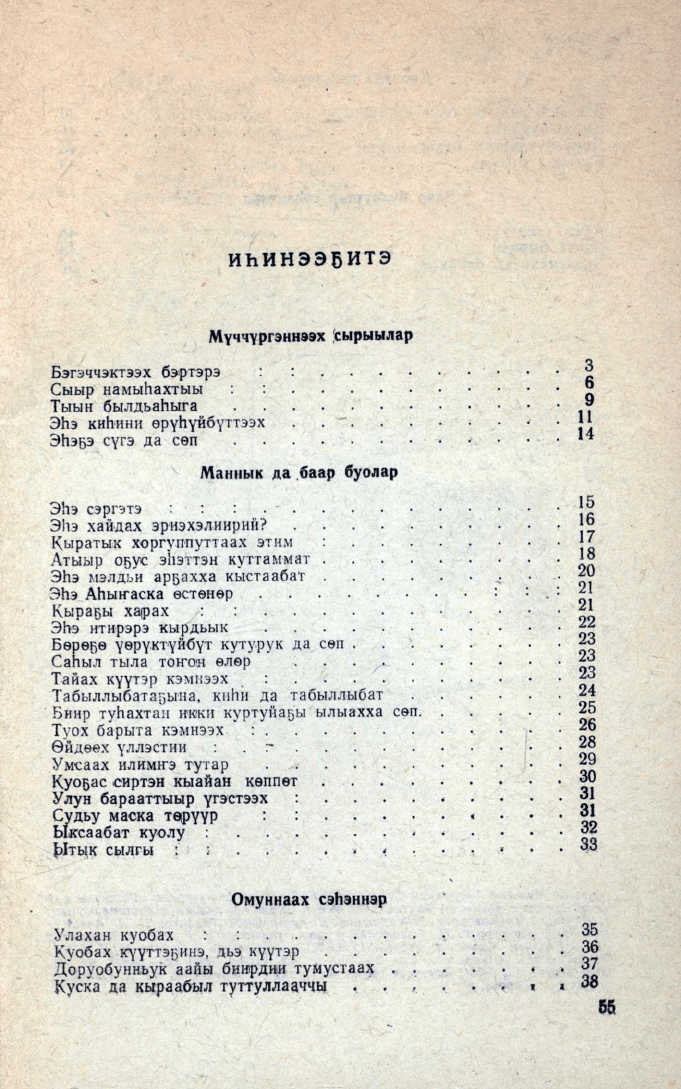 ИҺИНЭЭҔИТЭ
Мүччүргэннээх сырыылар
Бэгэччэктээх бэртэрэ : : . . . . . . . . 3
Сыыр намыһахтыы : : . . . . . . . . 6
Тыын былдьаһыга . . . . . . . . . . 9
Эһэ киһини өрүһүйбүттээх . . . . . . . . 11
Эһэҕэ сүгэ да сөп . . . . . . . . . . 14
Маннык да баар буолар
Эһэ сэргэтэ : : : . . . . . . . . . 15
Эһэ хайдах эриэхэлиирий? . . . . . . . . 16
Кыратык хоргуппуттаах этим : . . . . . . . 17
Атыыр оҕус эһэттэн куттаммат . . . . . . . . 18
Эһэ мэлдьи арҕахха кыстаабат . . . . . . . . 20
Эһэ Аһыҥаска өстөнөр . . . . . . . : : : 21
Кыраҕы харах : : . . . . . . . . . 21
Эһэ итирэрэ кырдьык . . . . . . . . . 22
Бөрөҕө үөрүктүйбүт кутурук да сөп . . . . . . . 23
Саһыл тыла тоҥон өлөр . . . . . . . . 23
Тайах күүтэр кэмнээх : . . . . . . . . 23
Табыллыбатаҕына, киһи да табыллыбат . . . . . . 24
Биир туһахтан икки куртуйаҕы ылыахха сөп. . . . . . 25
Туох барыта кэмнээх : . . . . . . . . . 26
Өйдөөх үллэстии : . . . . . . . . . 28
Умсаах илимҥэ тутар . . . . . . . . . 29
Куоҕас сиртэн кыайан көппөт . . . . . . . . 30
Улун барааттыыр үгэстээх : . . . . . . . 31
Судьу маска төрүүр : : . . . . . . . . 31
Ыксаабат куолу : . . . . . . . . . . 32
Ытык сылгы : : . . . . . . . . . . 33
Омуннаах сэһэннэр
Улахан куобах : : . . . . . . . . . 35
Куобах күүттэҕинэ, дьэ күүтэр . . . . . . . . 36
Доруобунньук аайы биирдии тумустаах . . . . . . 37
Куска да кыраабыл туттуллааччы . . . . . . . 38
55